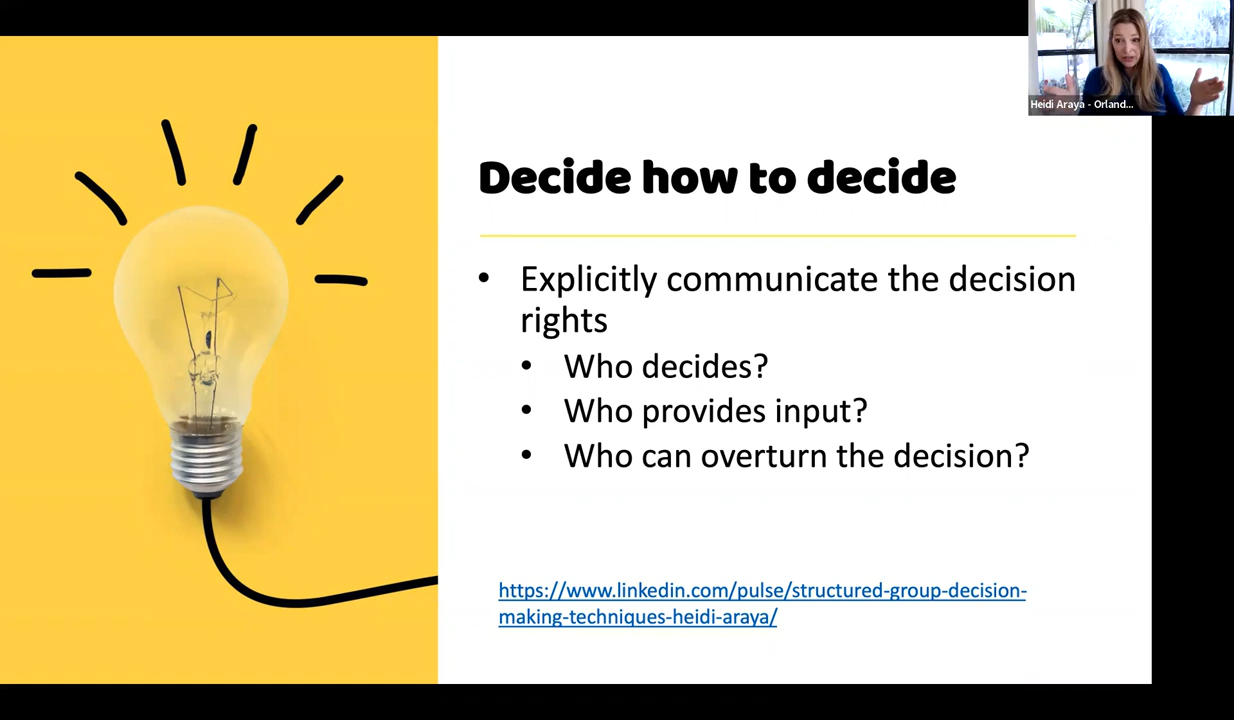 Heidi Araya - Orland...
Decide how to decide
• Explicitly communicate the decision
rights
• Who decides?
• Who provides input?
• Who can overturn the decision?
https://www.linkedin.com/pulse/structured-group-decision-
making-techniques-heidi-araya/